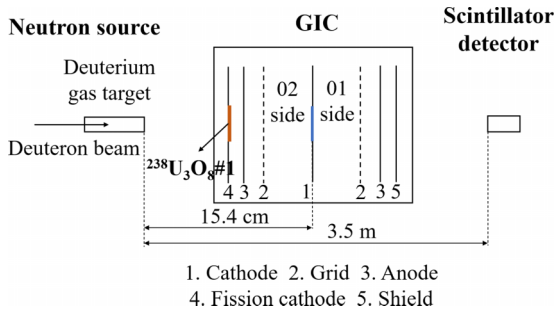 Neutron source
GIC
Scintillator
detector
Deuterium
gas target
Deuteron beam
02
side
01
side
²³⁸U₃O₈#1
4 3 2 1 2 3 5
15.4 cm
3.5 m
1. Cathode 2. Grid 3. Anode
4. Fission cathode 5. Shield